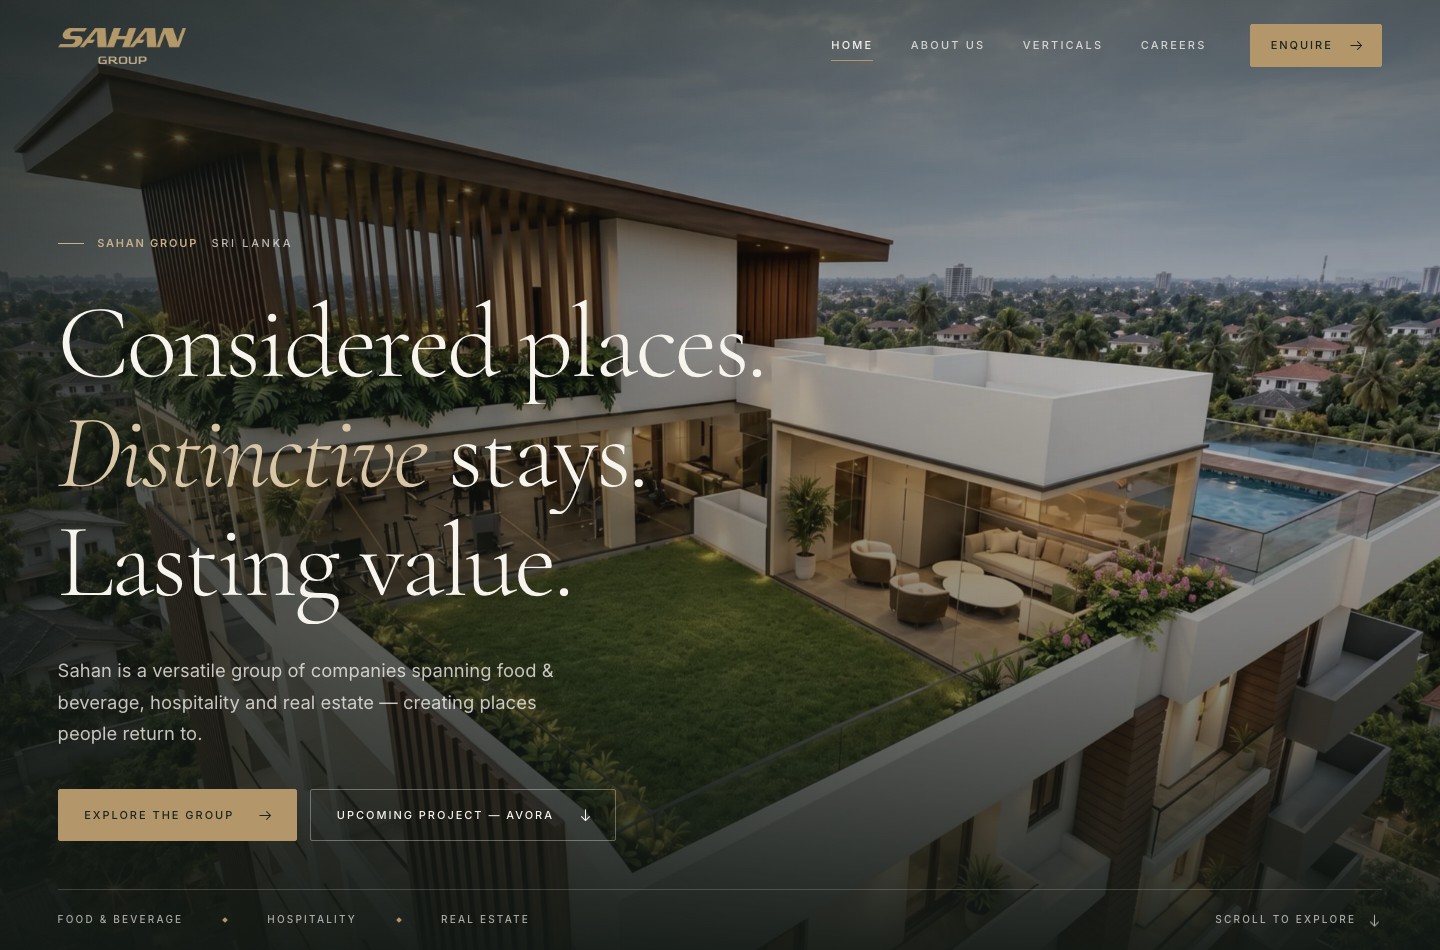 SAHAN
GROUP
HOME
ABOUT US
VERTICALS
CAREERS
ENQUIRE →
SAHAN GROUP SRI LANKA
Considered places.
Distinctive stays.
Lasting value.
Sahan is a versatile group of companies spanning food &
beverage, hospitality and real estate — creating places
people return to.
EXPLORE THE GROUP →
UPCOMING PROJECT — AVORA ↓
FOOD & BEVERAGE ◆ HOSPITALITY ◆ REAL ESTATE
SCROLL TO EXPLORE ↓